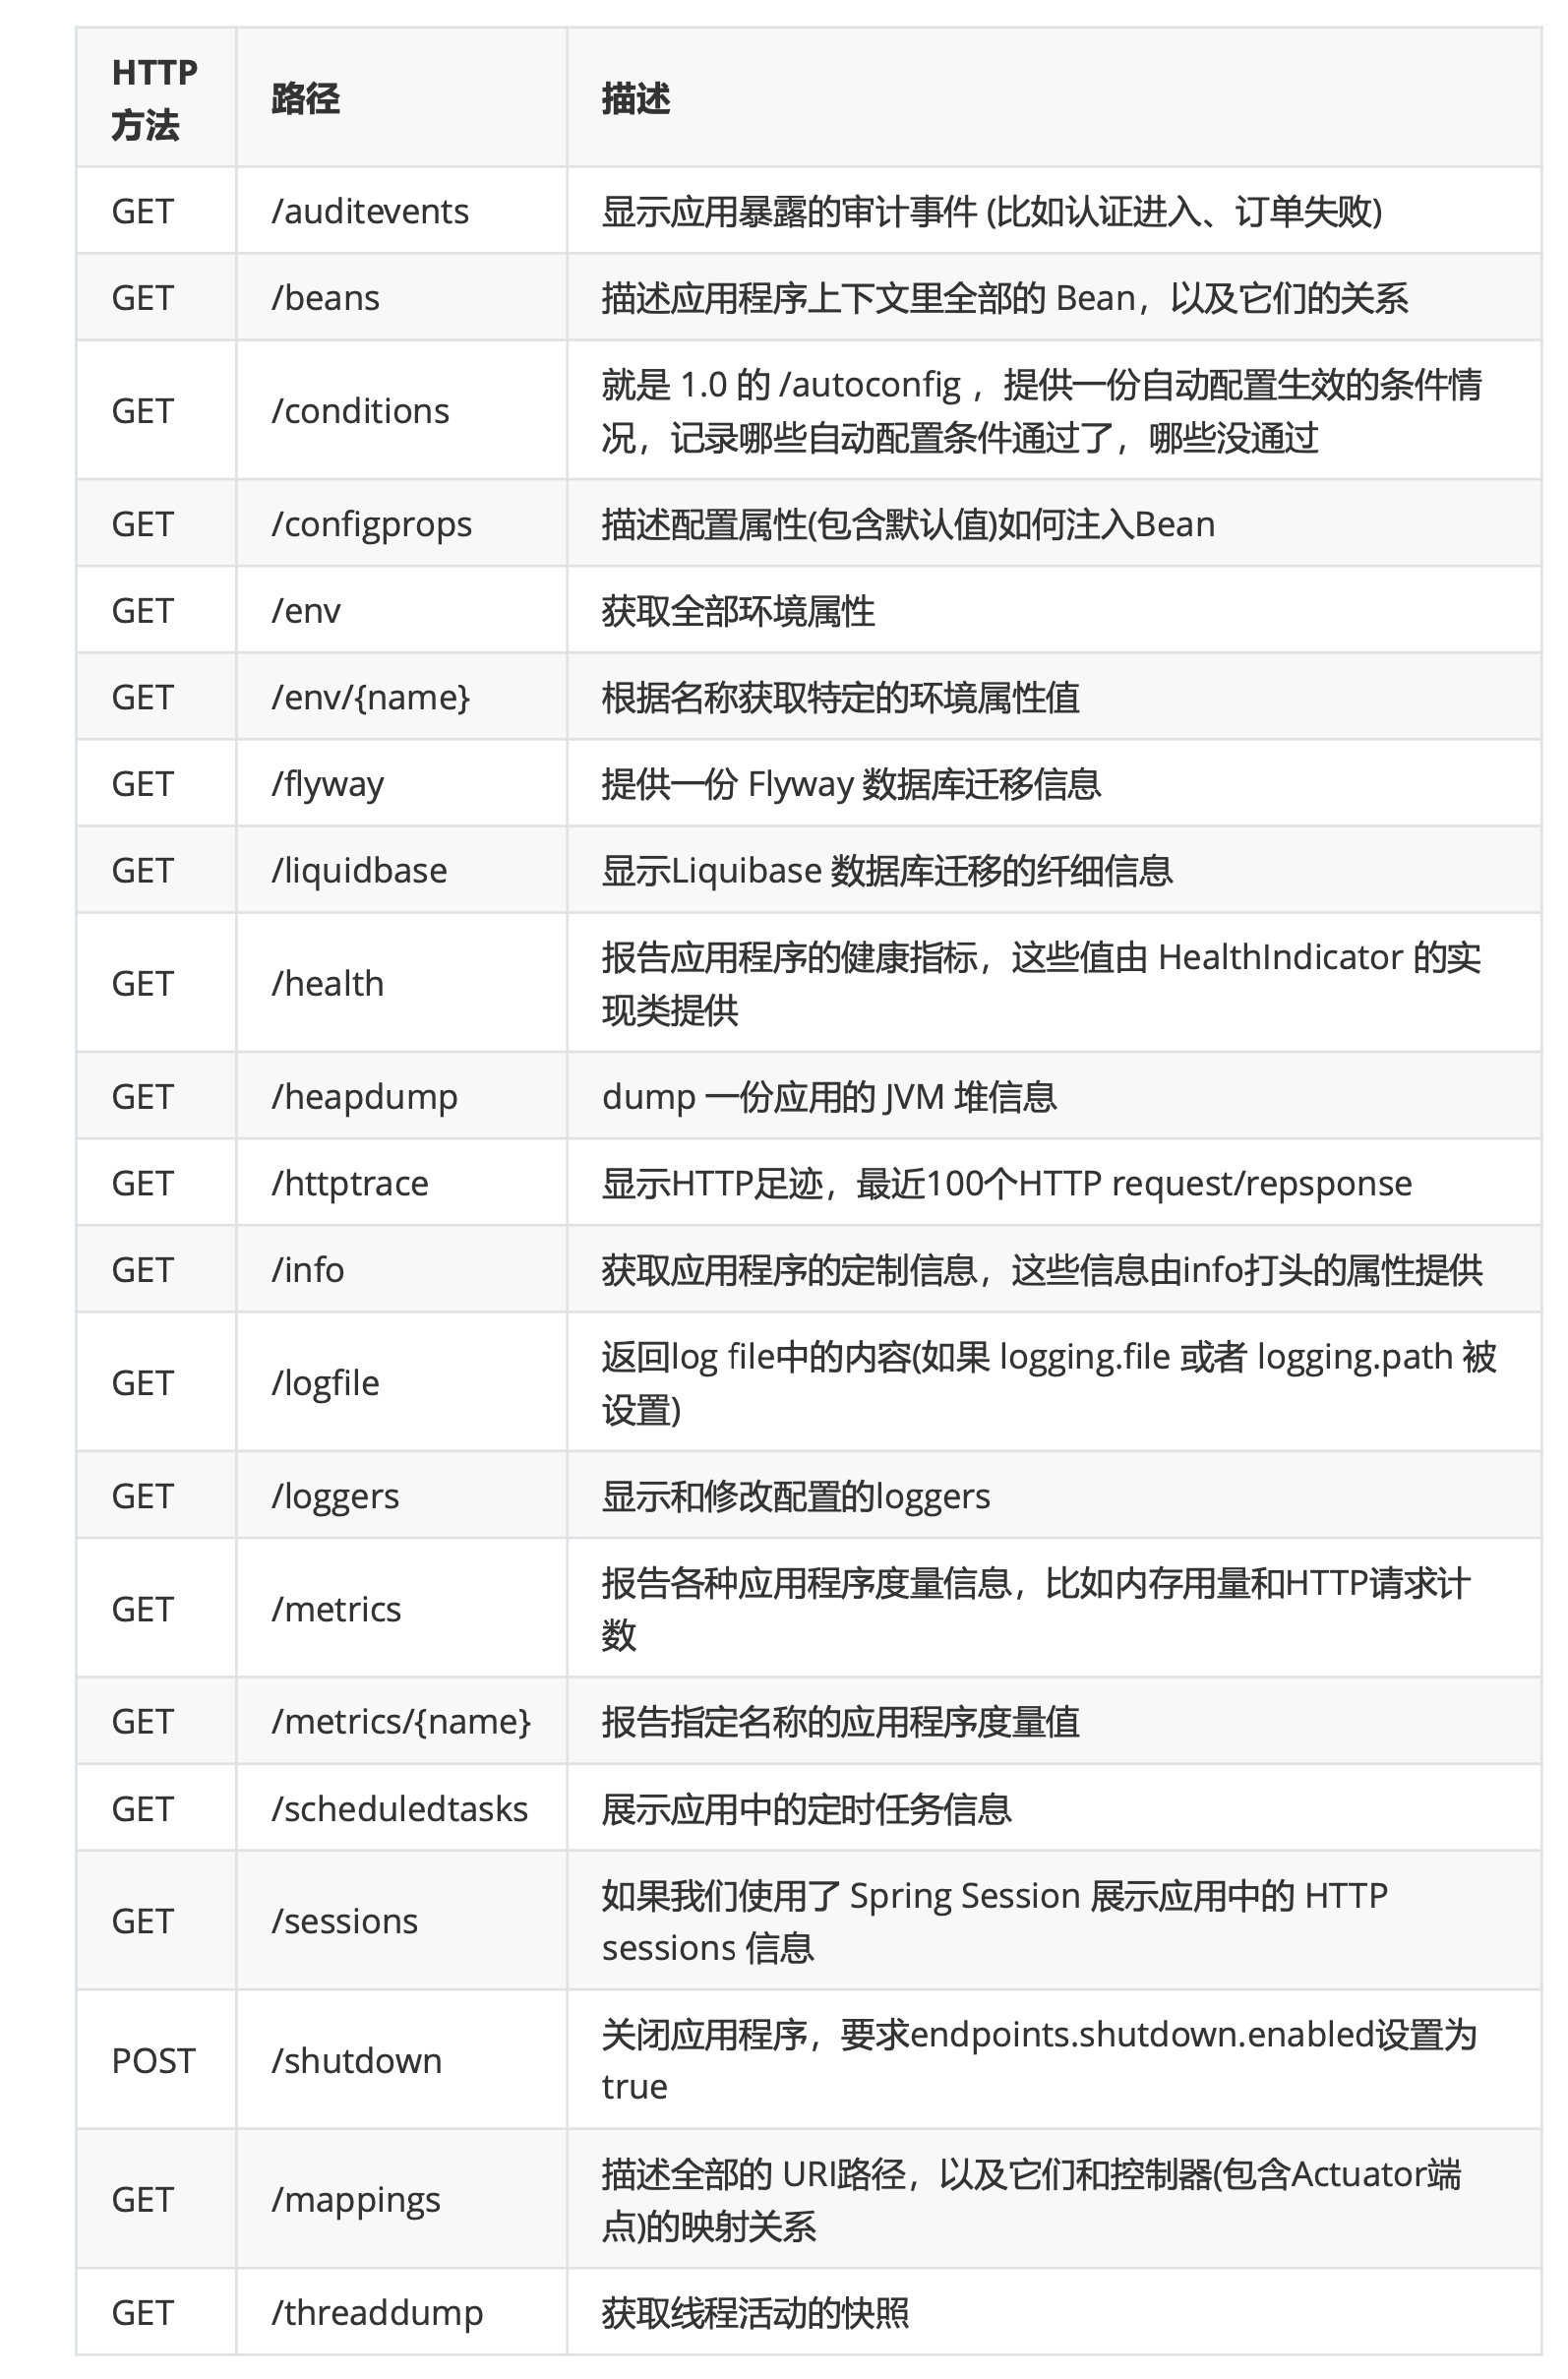 HTTP
方法
路径
描述
GET
/auditevents
显示应用暴露的审计事件 (比如认证进入、订单失败)
GET
/beans
描述应用程序上下文里全部的 Bean，以及它们的关系
GET
/conditions
就是 1.0 的 /autoconfig ，提供一份自动配置生效的条件情
况，记录哪些自动配置条件通过了，哪些没通过
GET
/configprops
描述配置属性(包含默认值)如何注入Bean
GET
/env
获取全部环境属性
GET
/env/{name}
根据名称获取特定的环境属性值
GET
/flyway
提供一份 Flyway 数据库迁移信息
GET
/liquidbase
显示Liquibase 数据库迁移的纤细信息
GET
/health
报告应用程序的健康指标，这些值由 HealthIndicator 的实
现类提供
GET
/heapdump
dump 一份应用的 JVM 堆信息
GET
/httptrace
显示HTTP足迹，最近100个HTTP request/repsponse
GET
/info
获取应用程序的定制信息，这些信息由info打头的属性提供
GET
/logfile
返回log file中的内容(如果 logging.file 或者 logging.path 被
设置)
GET
/loggers
显示和修改配置的loggers
GET
/metrics
报告各种应用程序度量信息，比如内存用量和HTTP请求计
数
GET
/metrics/{name}
报告指定名称的应用程序度量值
GET
/scheduledtasks
展示应用中的定时任务信息
GET
/sessions
如果我们使用了 Spring Session 展示应用中的 HTTP
sessions 信息
POST
/shutdown
关闭应用程序，要求endpoints.shutdown.enabled设置为
true
GET
/mappings
描述全部的 URI路径，以及它们和控制器(包含Actuator端
点)的映射关系
GET
/threaddump
获取线程活动的快照